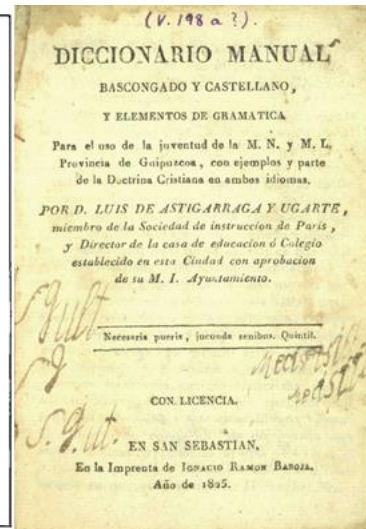 (V. 198 a ?).
DICCIONARIO MANUAL
BASCONGADO Y CASTELLANO,
Y ELEMENTOS DE GRAMATICA
Para el uso de la juventud de la M. N. y M. L.
Provincia de Guipuscoa, con ejemplos y parte
de la Doctrina Cristiana en ambos idiomas.
POR D. LUIS DE ASTIGARRAGA Y UGARTE,
miembro de la Sociedad de instruccion de Paris,
y Director de la casa de educacion ó Colegio
establecido en esta Ciudad con aprobacion
de su M. I. Ayuntamiento.
Necesaria pueris, jucunda senibus. Quintil.
CON LICENCIA.
EN SAN SEBASTIAN,
En la Imprenta de IGNACIO RAMON BAROJA.
Año de 1825.